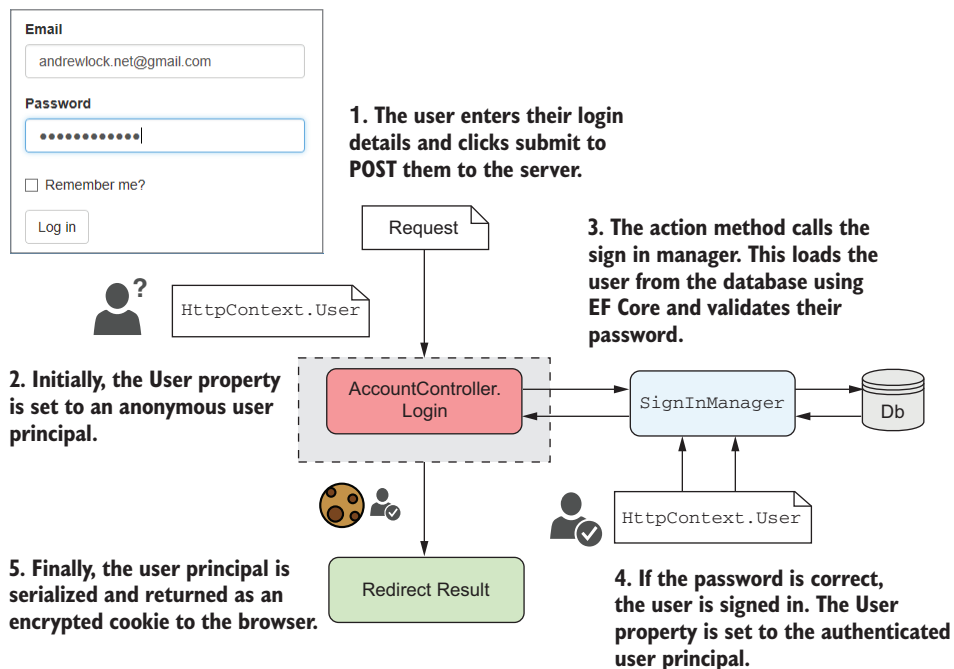 Email
andrewlock.net@gmail.com
Password
Remember me?
Log in
1. The user enters their login
details and clicks submit to
POST them to the server.
Request
3. The action method calls the
sign in manager. This loads the
user from the database using
EF Core and validates their
password.
?
HttpContext.User
2. Initially, the User property
is set to an anonymous user
principal.
AccountController.
Login
SignInManager
Db
HttpContext.User
5. Finally, the user principal is
serialized and returned as an
encrypted cookie to the browser.
Redirect Result
4. If the password is correct,
the user is signed in. The User
property is set to the authenticated
user principal.